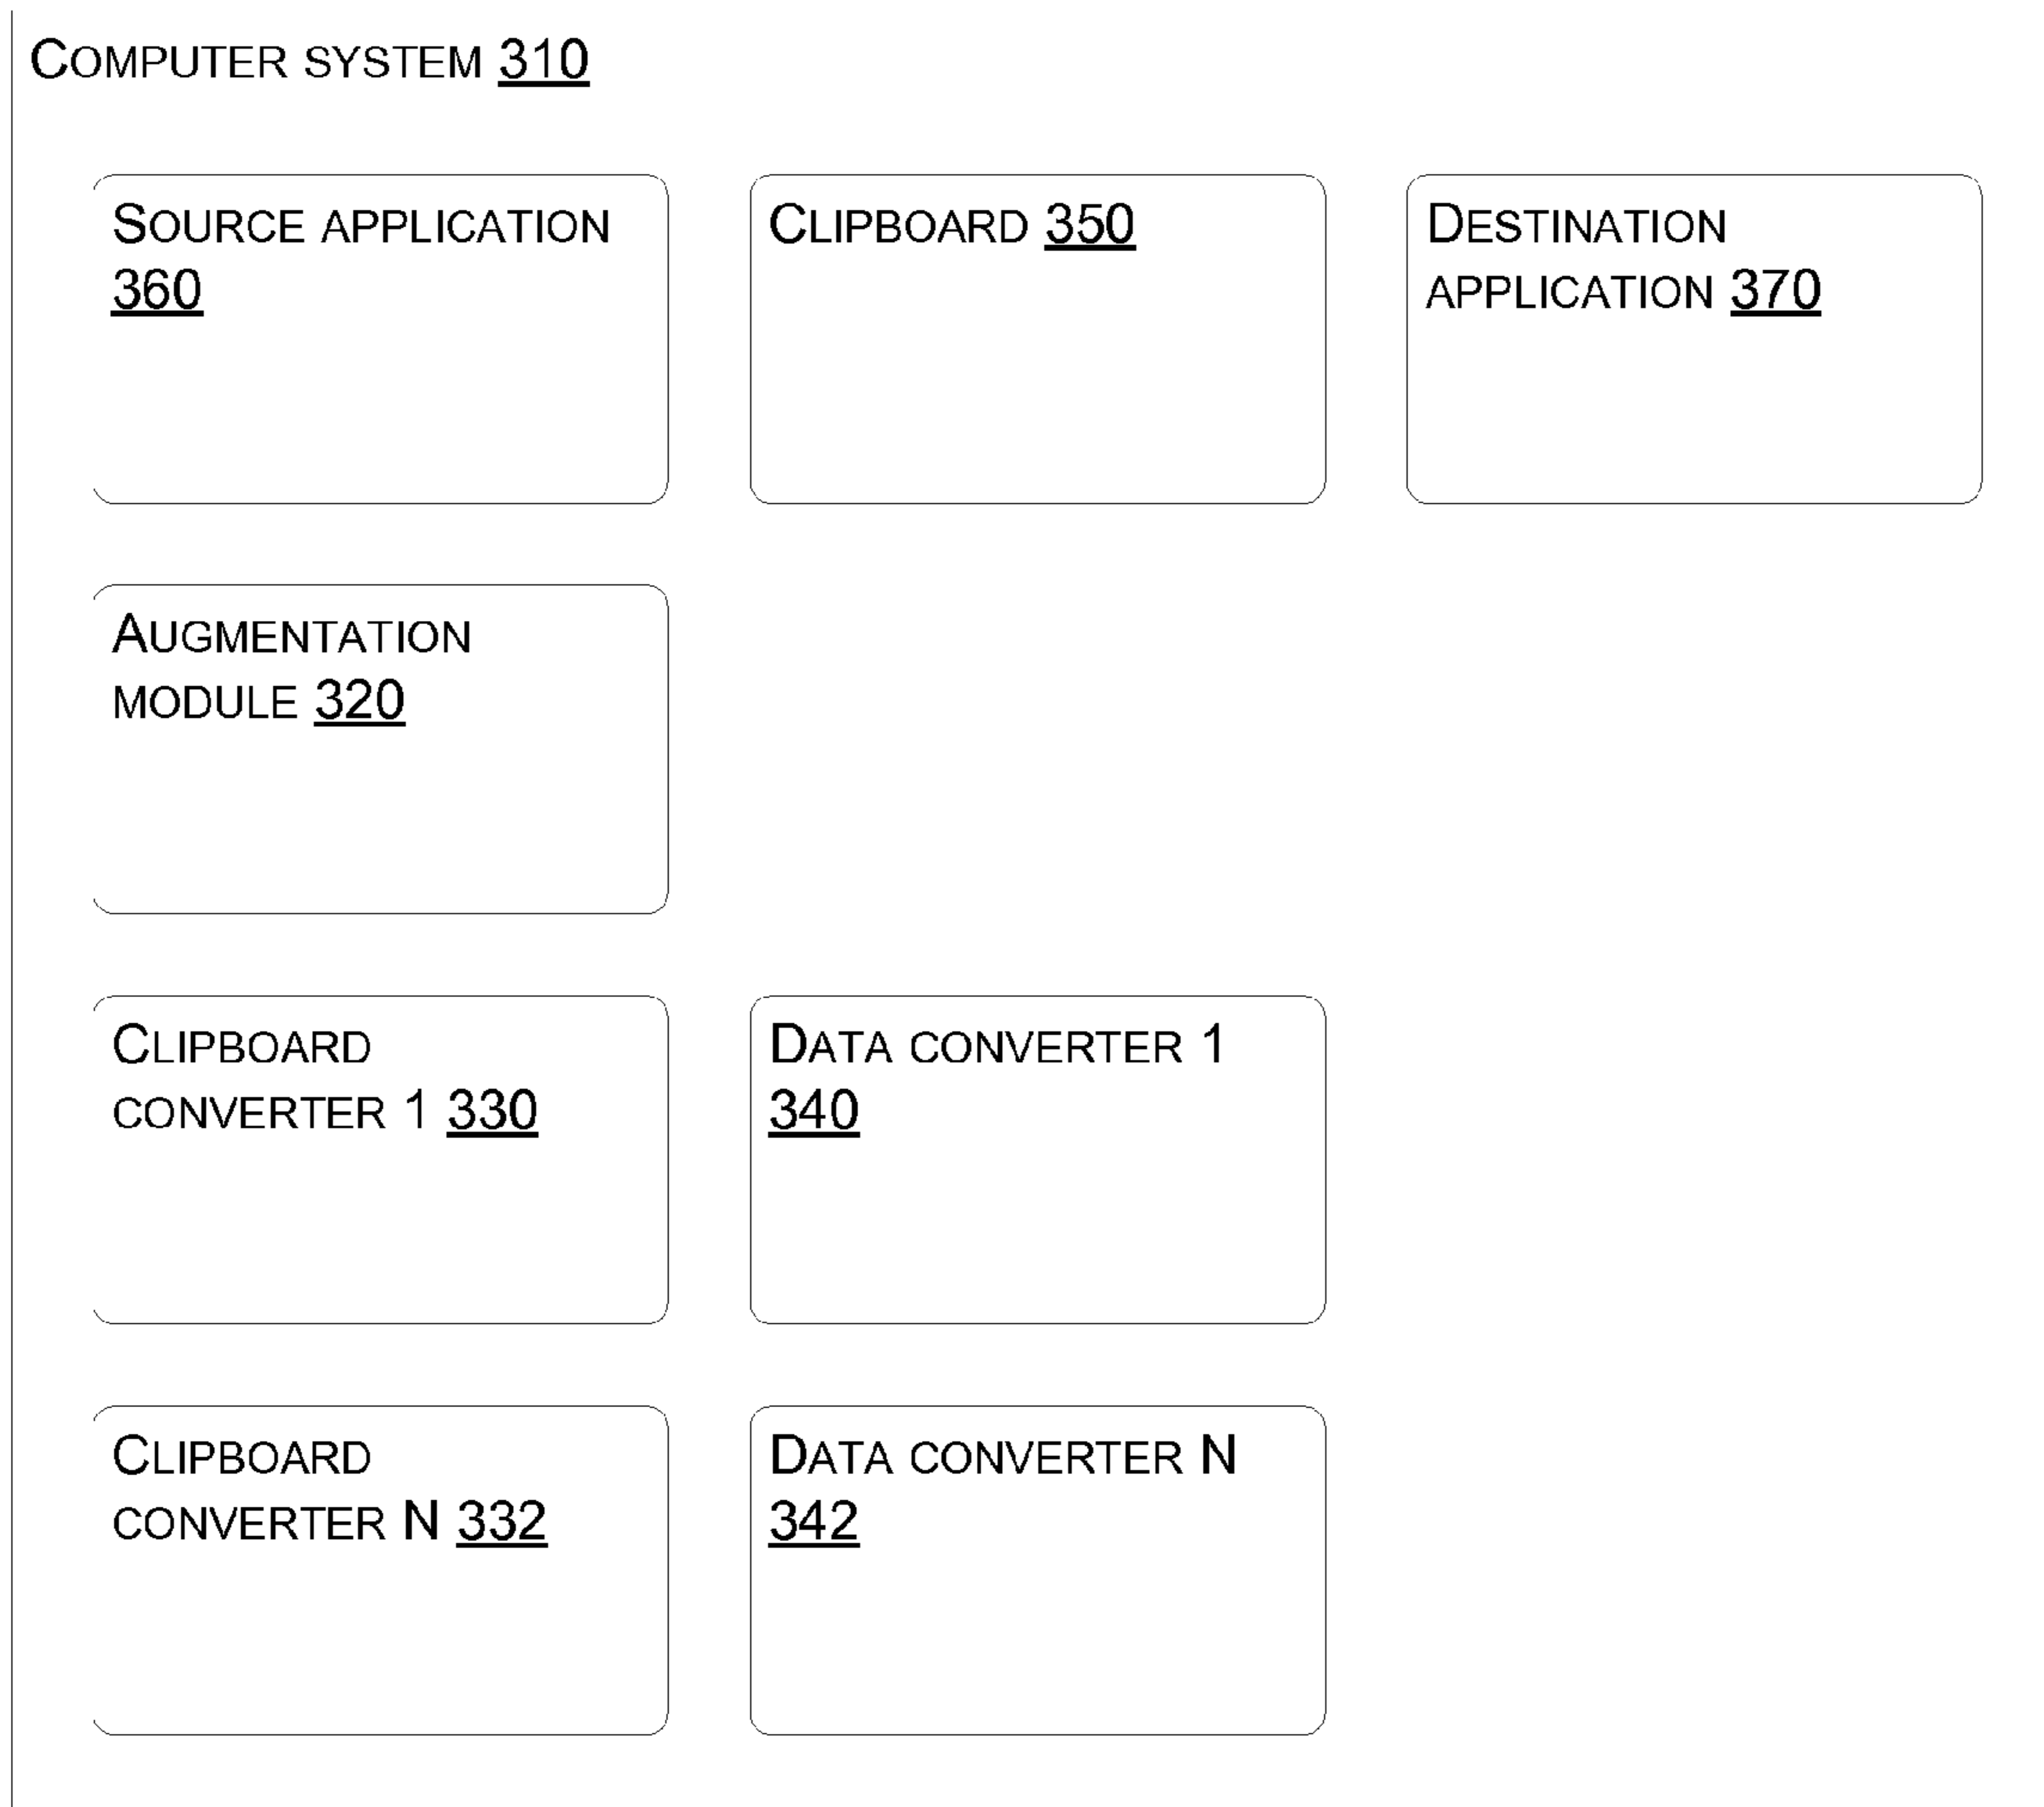 Computer system 310
Source application
360
Clipboard 350
Destination
application 370
Augmentation
module 320
Clipboard
converter 1 330
Data converter 1
340
Clipboard
converter N 332
Data converter N
342